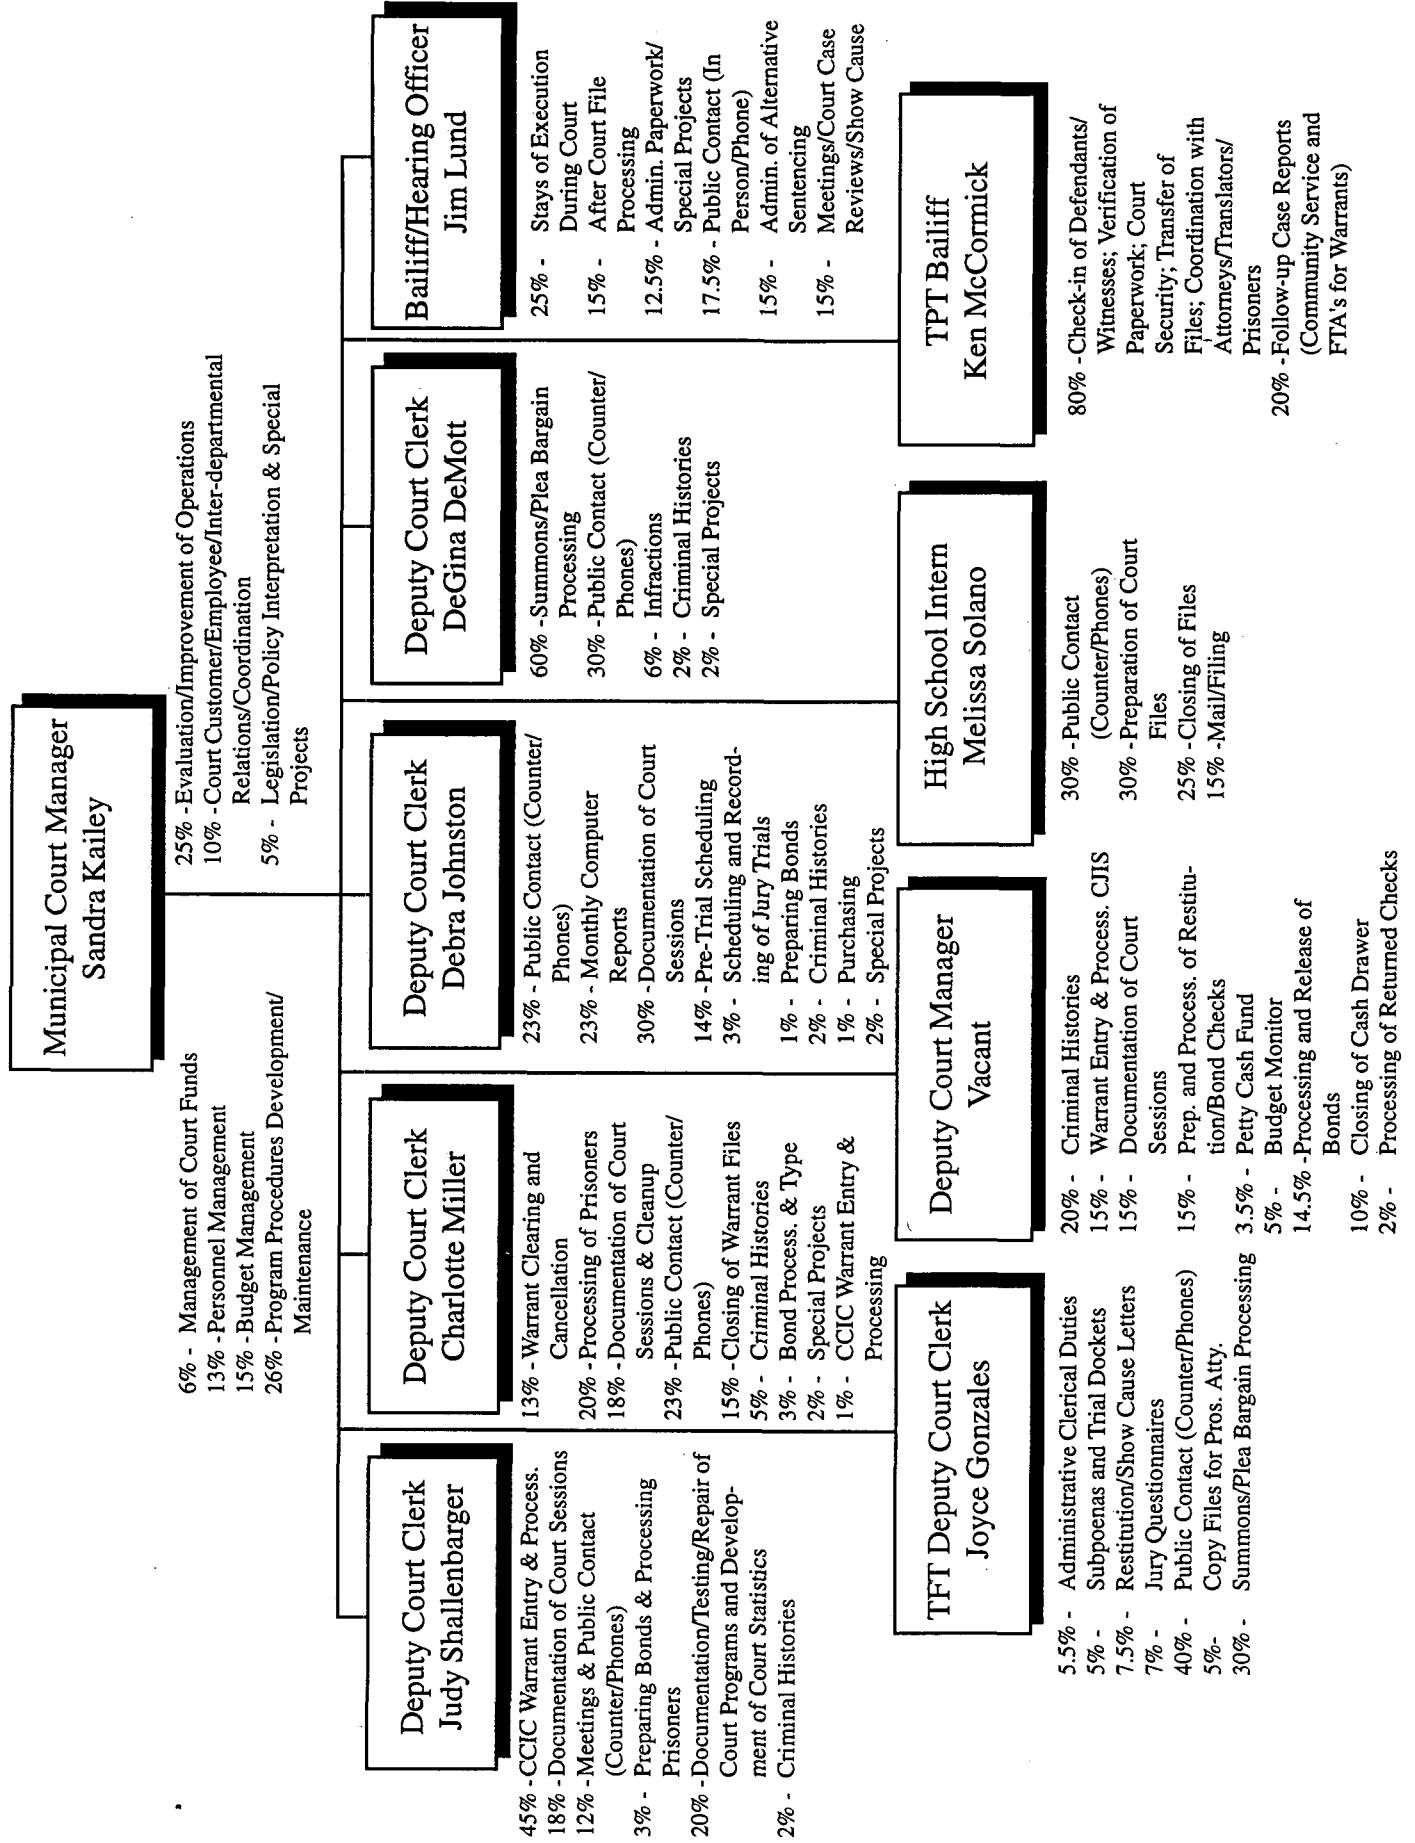 Municipal Court Manager
Sandra Kailey
6% - Management of Court Funds
13% - Personnel Management
15% - Budget Management
26% - Program Procedures Development/
Maintenance
25% - Evaluation/Improvement of Operations
10% - Court Customer/Employee/Inter-departmental
Relations/Coordination
5% - Legislation/Policy Interpretation & Special
Projects
Deputy Court Clerk
Judy Shallenbarger
45% - CCIC Warrant Entry & Process.
18% - Documentation of Court Sessions
12% - Meetings & Public Contact
(Counter/Phones)
3% - Preparing Bonds & Processing
Prisoners
20% - Documentation/Testing/Repair of
Court Programs and Develop-
ment of Court Statistics
2% - Criminal Histories
Deputy Court Clerk
Charlotte Miller
13% - Warrant Clearing and
Cancellation
20% - Processing of Prisoners
18% - Documentation of Court
Sessions & Cleanup
23% - Public Contact (Counter/
Phones)
15% - Closing of Warrant Files
5% - Criminal Histories
3% - Bond Process. & Type
2% - Special Projects
1% - CCIC Warrant Entry &
Processing
Deputy Court Clerk
Debra Johnston
23% - Public Contact (Counter/
Phones)
23% - Monthly Computer
Reports
30% - Documentation of Court
Sessions
14% - Pre-Trial Scheduling
3% - Scheduling and Record-
ing of Jury Trials
1% - Preparing Bonds
2% - Criminal Histories
1% - Purchasing
2% - Special Projects
Deputy Court Clerk
DeGina DeMott
60% - Summons/Plea Bargain
Processing
30% - Public Contact (Counter/
Phones)
6% - Infractions
2% - Criminal Histories
2% - Special Projects
Bailiff/Hearing Officer
Jim Lund
25% - Stays of Execution
During Court
15% - After Court File
Processing
12.5% - Admin. Paperwork/
Special Projects
17.5% - Public Contact (In
Person/Phone)
15% - Admin. of Alternative
Sentencing
15% - Meetings/Court Case
Reviews/Show Cause
TFT Deputy Court Clerk
Joyce Gonzales
5.5% - Administrative Clerical Duties
5% - Subpoenas and Trial Dockets
7.5% - Restitution/Show Cause Letters
7% - Jury Questionnaires
40% - Public Contact (Counter/Phones)
5%- Copy Files for Pros. Atty.
30% - Summons/Plea Bargain Processing
Deputy Court Manager
Vacant
20% - Criminal Histories
15% - Warrant Entry & Process. CJIS
15% - Documentation of Court
Sessions
15% - Prep. and Process. of Restitu-
tion/Bond Checks
3.5% - Petty Cash Fund
5% - Budget Monitor
14.5% - Processing and Release of
Bonds
10% - Closing of Cash Drawer
2% - Processing of Returned Checks
High School Intern
Melissa Solano
30% - Public Contact
(Counter/Phones)
30% - Preparation of Court
Files
25% - Closing of Files
15% - Mail/Filing
TPT Bailiff
Ken McCormick
80% - Check-in of Defendants/
Witnesses; Verification of
Paperwork; Court
Security; Transfer of
Files; Coordination with
Attorneys/Translators/
Prisoners
20% - Follow-up Case Reports
(Community Service and
FTA's for Warrants)